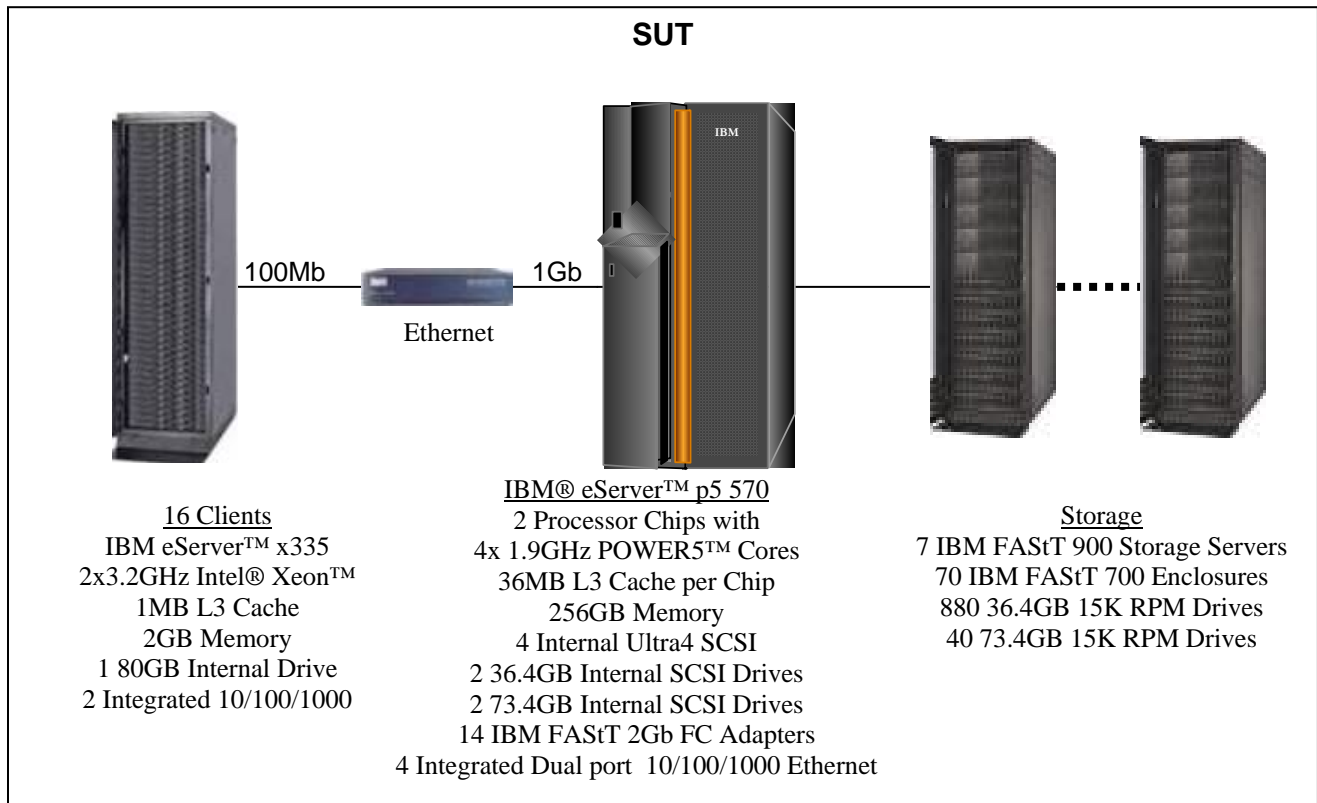 SUT
IBM
100Mb
1Gb
Ethernet
16 Clients
IBM eServer™ x335
2x3.2GHz Intel® Xeon™
1MB L3 Cache
2GB Memory
1 80GB Internal Drive
2 Integrated 10/100/1000
IBM® eServer™ p5 570
2 Processor Chips with
4x 1.9GHz POWER5™ Cores
36MB L3 Cache per Chip
256GB Memory
4 Internal Ultra4 SCSI
2 36.4GB Internal SCSI Drives
2 73.4GB Internal SCSI Drives
14 IBM FAStT 2Gb FC Adapters
4 Integrated Dual port 10/100/1000 Ethernet
Storage
7 IBM FAStT 900 Storage Servers
70 IBM FAStT 700 Enclosures
880 36.4GB 15K RPM Drives
40 73.4GB 15K RPM Drives